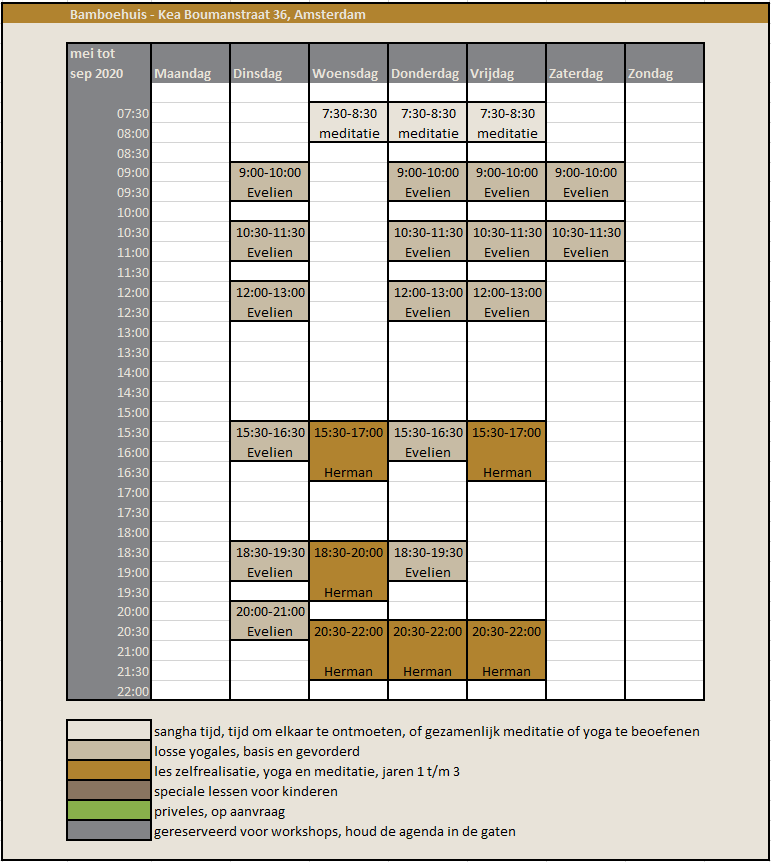 Bamboehuis - Kea Boumanstraat 36, Amsterdam
mei tot
sep 2020 Maandag Dinsdag Woensdag Donderdag Vrijdag Zaterdag Zondag
07:30 7:30-8:30 7:30-8:30 7:30-8:30
08:00 meditatie meditatie meditatie
08:30
09:00 9:00-10:00 9:00-10:00 9:00-10:00 9:00-10:00
09:30 Evelien Evelien Evelien Evelien
10:00
10:30 10:30-11:30 10:30-11:30 10:30-11:30 10:30-11:30
11:00 Evelien Evelien Evelien Evelien
11:30
12:00 12:00-13:00 12:00-13:00 12:00-13:00
12:30 Evelien Evelien Evelien
13:00
13:30
14:00
14:30
15:00
15:30 15:30-16:30 15:30-17:00 15:30-16:30 15:30-17:00
16:00 Evelien Evelien
16:30 Herman Herman
17:00
17:30
18:00
18:30 18:30-19:30 18:30-20:00 18:30-19:30
19:00 Evelien Evelien
19:30 Herman
20:00 20:00-21:00
20:30 Evelien 20:30-22:00 20:30-22:00 20:30-22:00
21:00
21:30 Herman Herman Herman
22:00
sangha tijd, tijd om elkaar te ontmoeten, of gezamenlijk meditatie of yoga te beoefenen
losse yogales, basis en gevorderd
les zelfrealisatie, yoga en meditatie, jaren 1 t/m 3
speciale lessen voor kinderen
priveles, op aanvraag
gereserveerd voor workshops, houd de agenda in de gaten